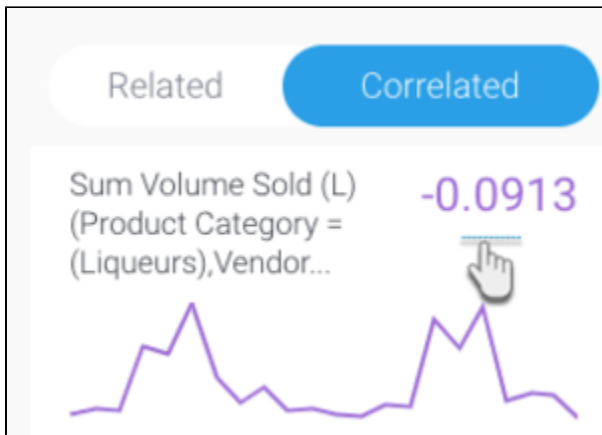 Related Correlated
Sum Volume Sold (L) -0.0913
(Product Category =
(Liqueurs),Vendor...